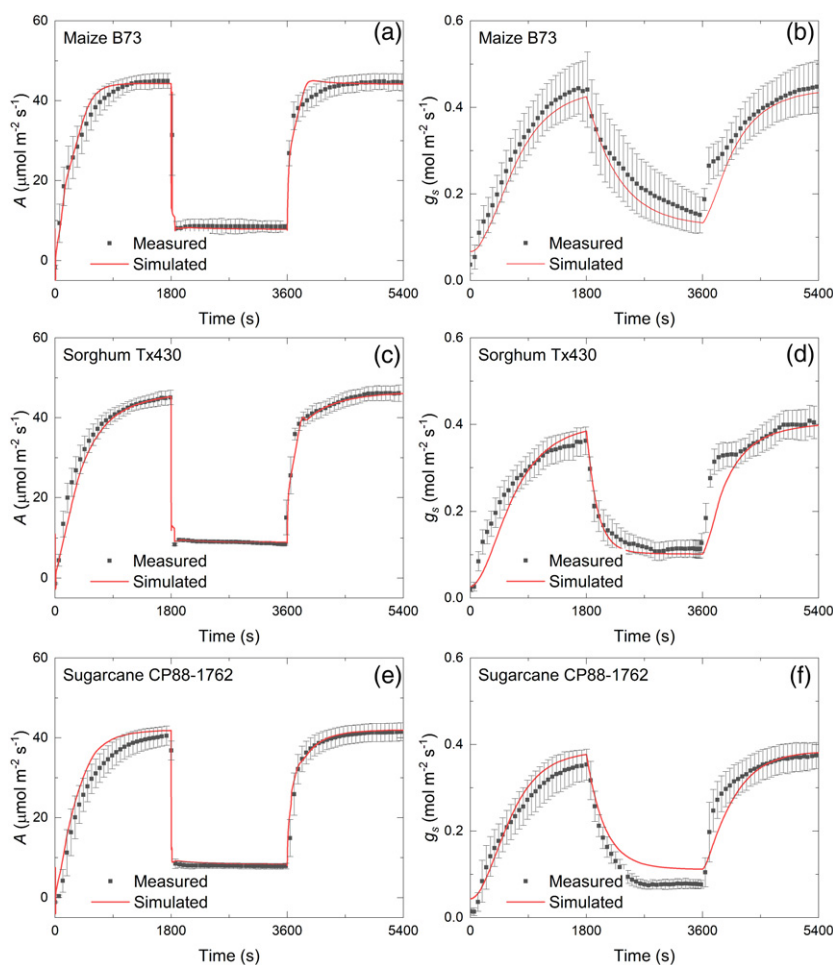 (a)
Maize B73
60
40
20
0
A (μmol m⁻² s⁻¹)
Measured
Simulated
0 1800 3600 5400
Time (s)
(b)
Maize B73
0.6
0.4
0.2
0.0
gₛ (mol m⁻² s⁻¹)
Measured
Simulated
0 1800 3600 5400
Time (s)
(c)
Sorghum Tx430
60
40
20
0
A (μmol m⁻² s⁻¹)
Measured
Simulated
0 1800 3600 5400
Time (s)
(d)
Sorghum Tx430
0.6
0.4
0.2
0.0
gₛ (mol m⁻² s⁻¹)
Measured
Simulated
0 1800 3600 5400
Time (s)
(e)
Sugarcane CP88-1762
60
40
20
0
A (μmol m⁻² s⁻¹)
Measured
Simulated
0 1800 3600 5400
Time (s)
(f)
Sugarcane CP88-1762
0.6
0.4
0.2
0.0
gₛ (mol m⁻² s⁻¹)
Measured
Simulated
0 1800 3600 5400
Time (s)